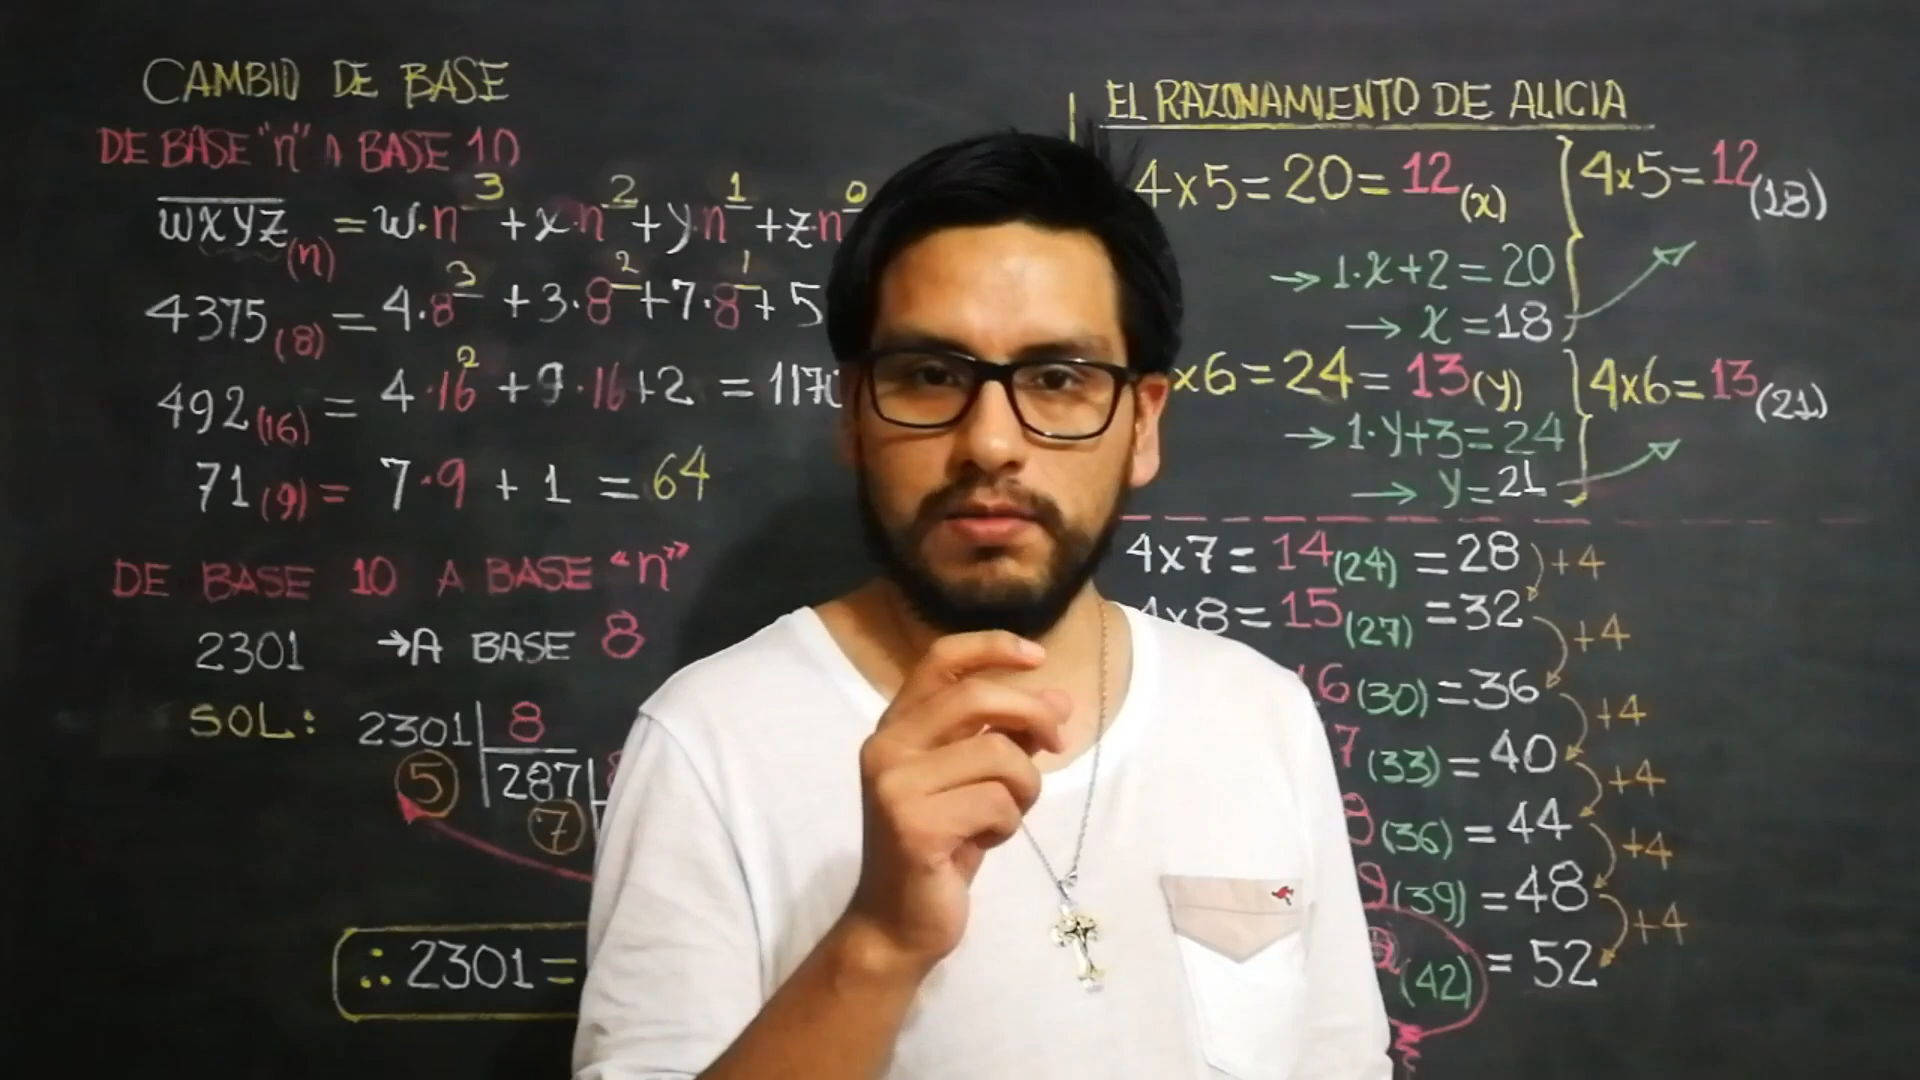 CAMBIO DE BASE
DE BASE "n" A BASE 10
wxyz(n) = w·n³ + x·n² + y·n¹ + z·n⁰
4375(8) = 4·8³ + 3·8² + 7·8¹ + 5
492(16) = 4·16² + 9·16 + 2 =
71(9) = 7·9 + 1 = 64
DE BASE 10 A BASE "n"
2301 → A BASE 8
SOL: 2301 8
5 287
7
∴ 2301 =
EL RAZONAMIENTO DE ALICIA
4x5 = 20 = 12(x)
→ 1·x+2 = 20
→ x = 18
4x5 = 12(18)
x6 = 24 = 13(y)
→ 1·y+3 = 24
→ y = 21
4x6 = 13(21)
4x7 = 14(24) = 28 +4
4x8 = 15(27) = 32 +4
6(30) = 36 +4
7(33) = 40 +4
8(36) = 44 +4
9(39) = 48 +4
(42) = 52